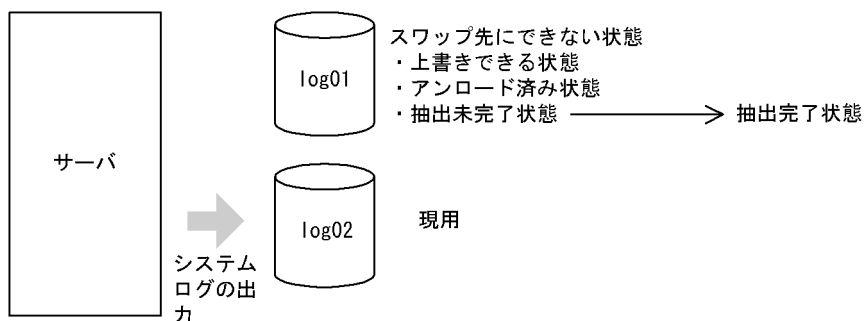 サーバ
システム
ログの出
力
log01
スワップ先にできない状態
・上書きできる状態
・アンロード済み状態
・抽出未完了状態
抽出完了状態
log02
現用